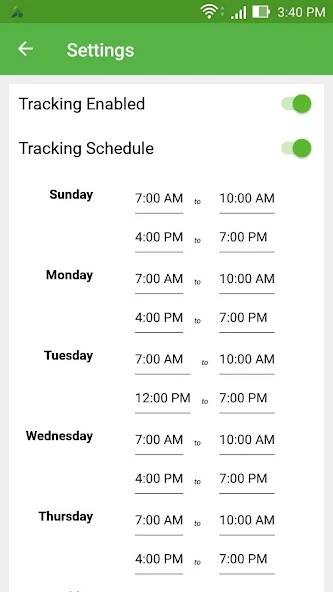 3:40 PM
Settings
Tracking Enabled
Tracking Schedule
Sunday 7:00 AM to 10:00 AM
4:00 PM to 7:00 PM
Monday 7:00 AM to 10:00 AM
4:00 PM to 7:00 PM
Tuesday 7:00 AM to 10:00 AM
12:00 PM to 7:00 PM
Wednesday 7:00 AM to 10:00 AM
4:00 PM to 7:00 PM
Thursday 7:00 AM to 10:00 AM
4:00 PM to 7:00 PM